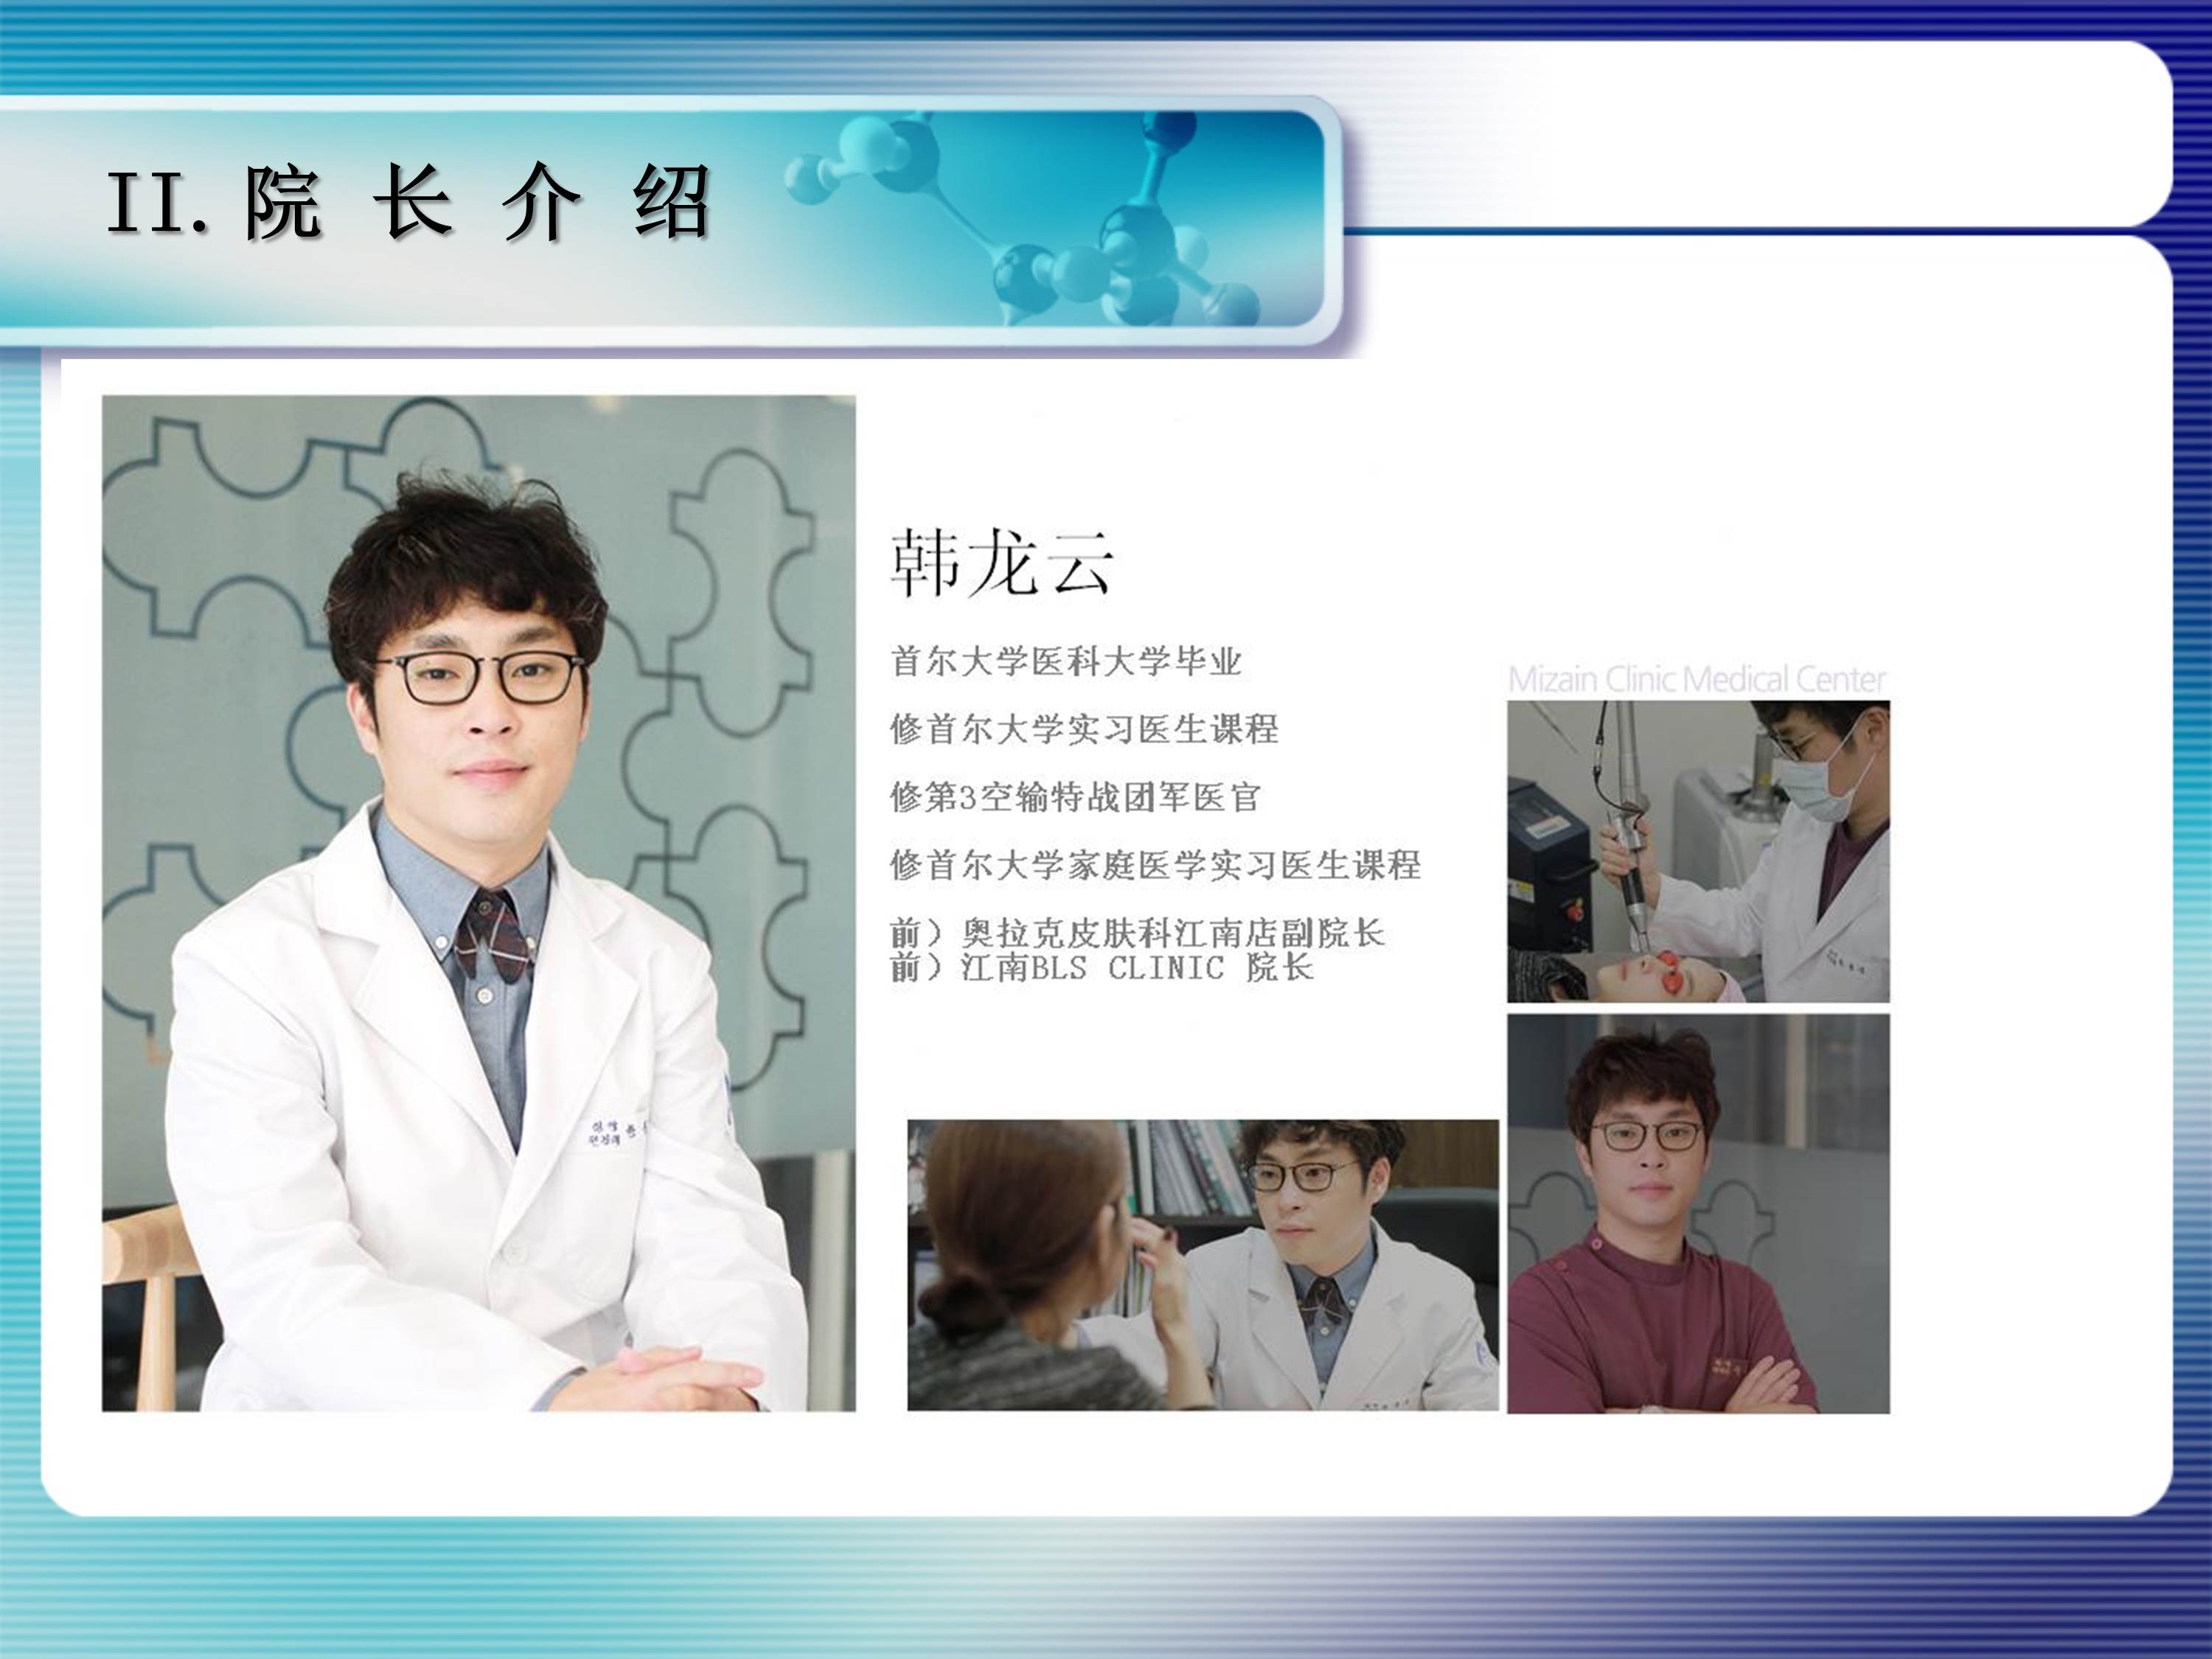 II.院 长 介 绍
韩龙云
首尔大学医科大学毕业
修首尔大学实习医生课程
修第3空输特战团军医官
修首尔大学家庭医学实习医生课程
前）奥拉克皮肤科江南店副院长
前）江南BLS CLINIC 院长
Mizain Clinic Medical Center